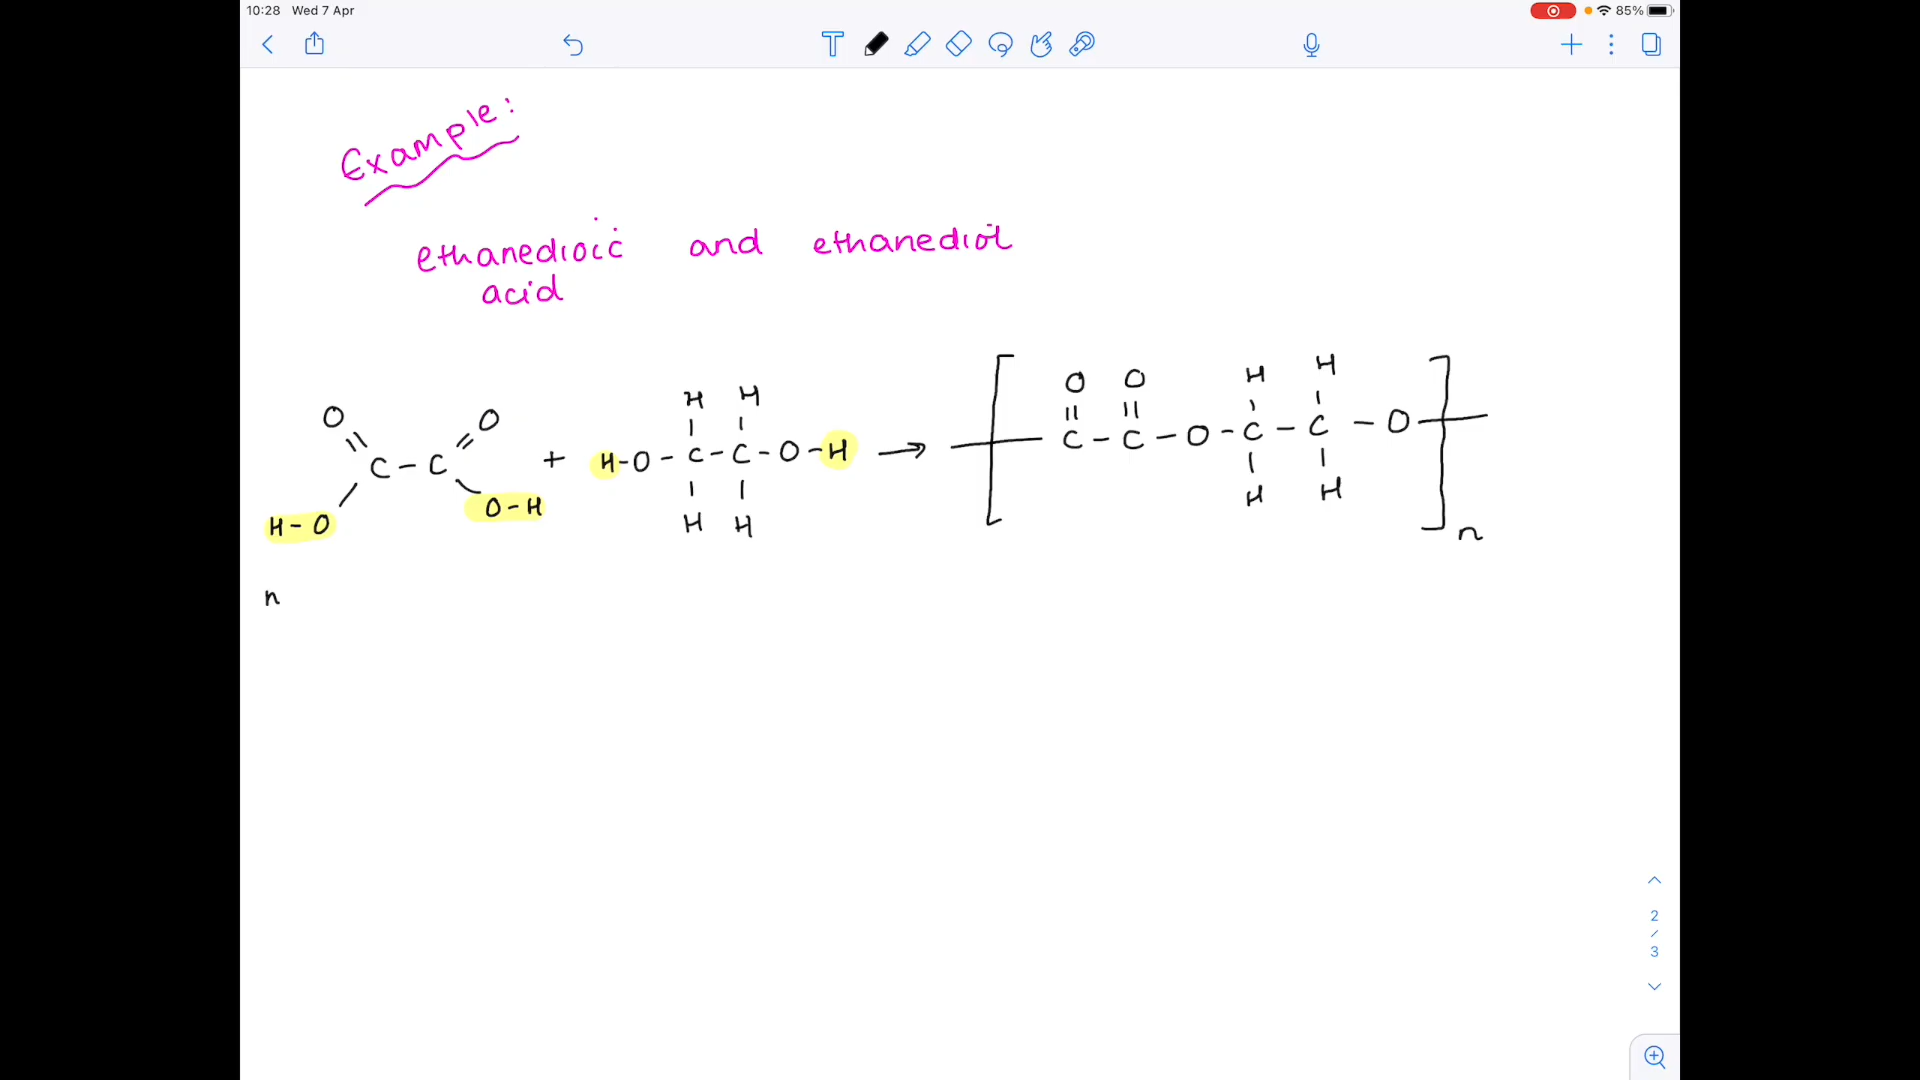 10:28 Wed 7 Apr
85%
Example:
ethanedioic and ethanediol
acid
O O H H H H O O H H
H-O C-C O-H + H-O-C-C-O-H → C-C-O-C-C-O
H H H H
n
n
2
/
3